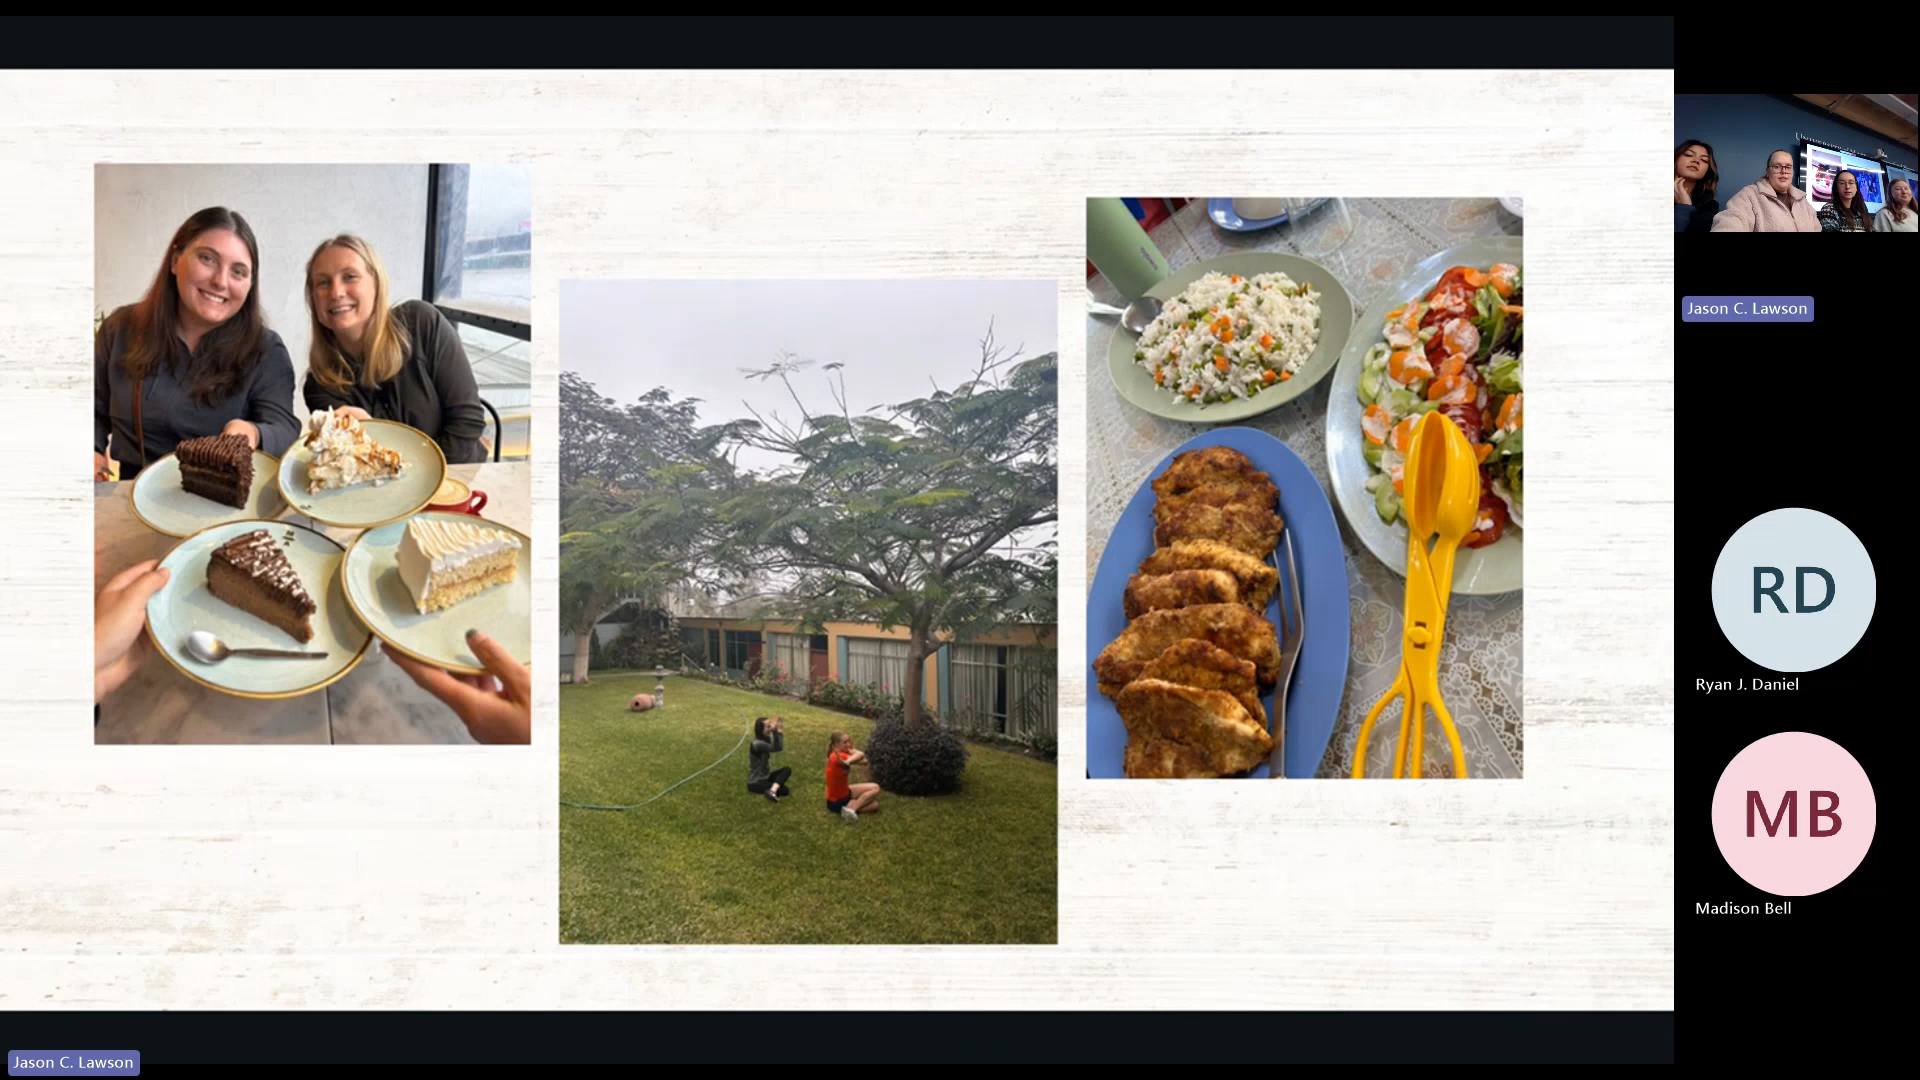 Jason C. Lawson
RD
Ryan J. Daniel
MB
Madison Bell
Jason C. Lawson